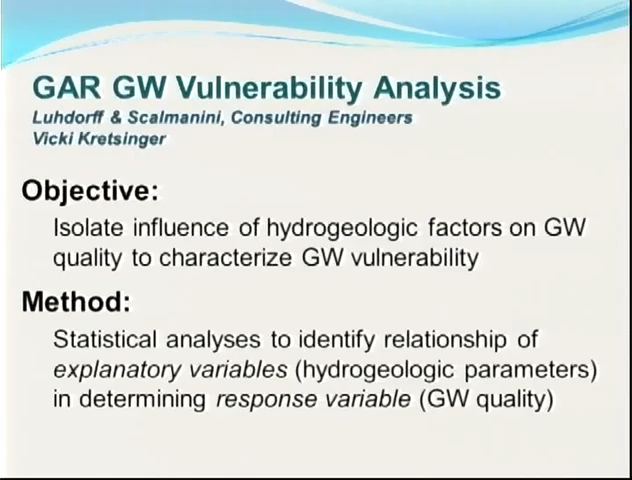 GAR GW Vulnerability Analysis
Luhdorff & Scalmanini, Consulting Engineers
Vicki Kretsinger
Objective:
Isolate influence of hydrogeologic factors on GW
quality to characterize GW vulnerability
Method:
Statistical analyses to identify relationship of
explanatory variables (hydrogeologic parameters)
in determining response variable (GW quality)